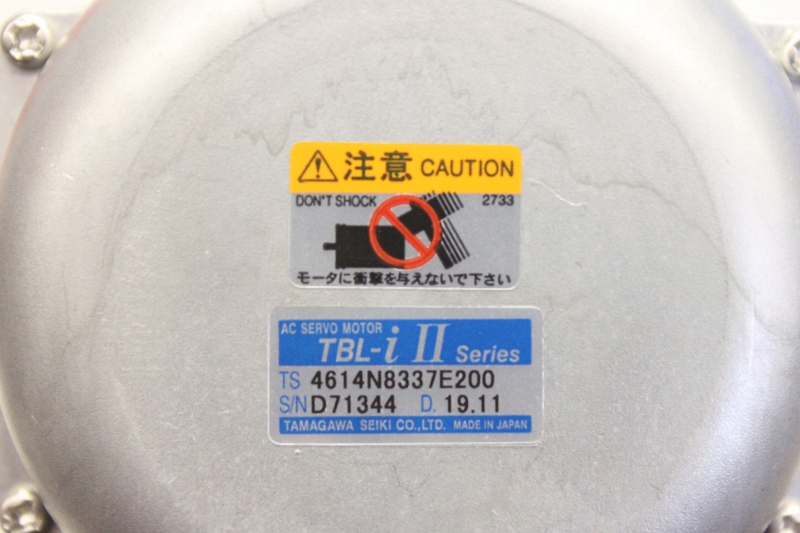 注意 CAUTION
DON'T SHOCK 2733
モータに衝撃を与えないで下さい
AC SERVO MOTOR
TBL-i II Series
TS 4614N8337E200
S/N D71344 D. 19.11
TAMAGAWA SEIKI CO.,LTD. MADE IN JAPAN